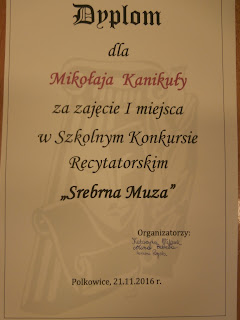 Dyplom
dla
Mikołaja Kanikuły
za zajęcie I miejsca
w Szkolnym Konkursie
Recytatorskim
„Srebrna Muza”
Organizatorzy:
Polkowice, 21.11.2016 r.